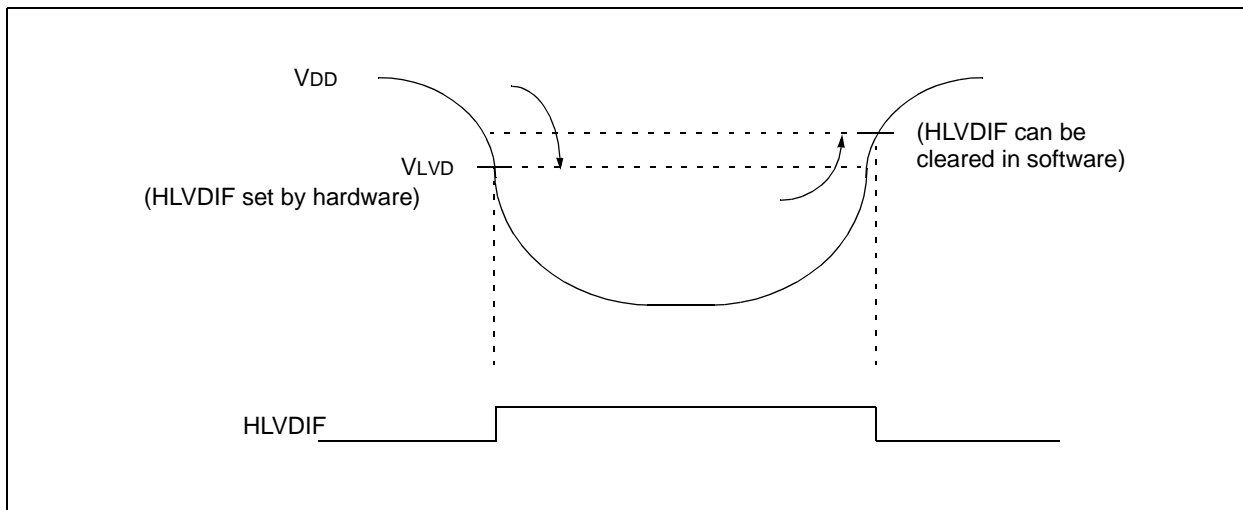 VDD
(HLVDIF can be
cleared in software)
VLVD
(HLVDIF set by hardware)
HLVDIF